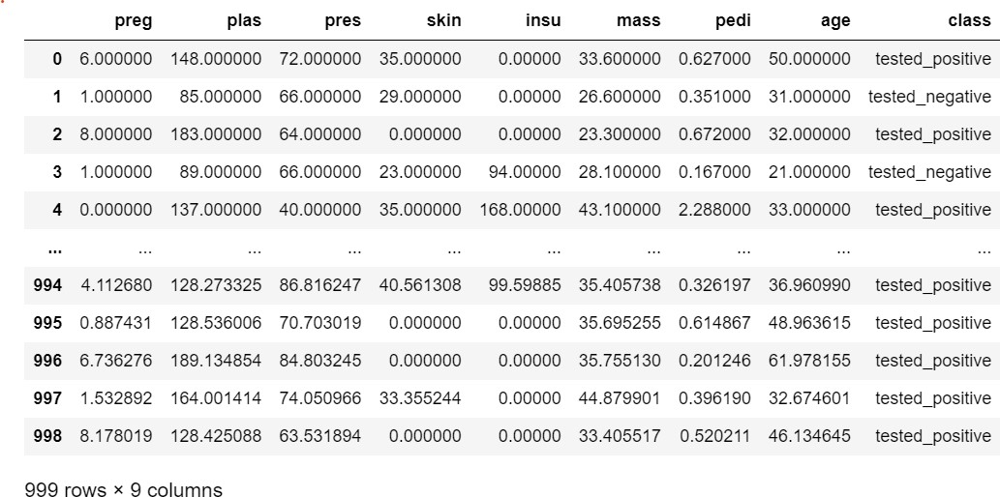 preg plas pres skin insu mass pedi age class
0 6.000000 148.000000 72.000000 35.000000 0.00000 33.600000 0.627000 50.000000 tested_positive
1 1.000000 85.000000 66.000000 29.000000 0.00000 26.600000 0.351000 31.000000 tested_negative
2 8.000000 183.000000 64.000000 0.000000 0.00000 23.300000 0.672000 32.000000 tested_positive
3 1.000000 89.000000 66.000000 23.000000 94.00000 28.100000 0.167000 21.000000 tested_negative
4 0.000000 137.000000 40.000000 35.000000 168.00000 43.100000 2.288000 33.000000 tested_positive
... ... ... ... ... ... ... ... ... ...
994 4.112680 128.273325 86.816247 40.561308 99.59885 35.405738 0.326197 36.960990 tested_positive
995 0.887431 128.536006 70.703019 0.000000 0.00000 35.695255 0.614867 48.963615 tested_positive
996 6.736276 189.134854 84.803245 0.000000 0.00000 35.755130 0.201246 61.978155 tested_positive
997 1.532892 164.001414 74.050966 33.355244 0.00000 44.879901 0.396190 32.674601 tested_positive
998 8.178019 128.425088 63.531894 0.000000 0.00000 33.405517 0.520211 46.134645 tested_positive
999 rows × 9 columns